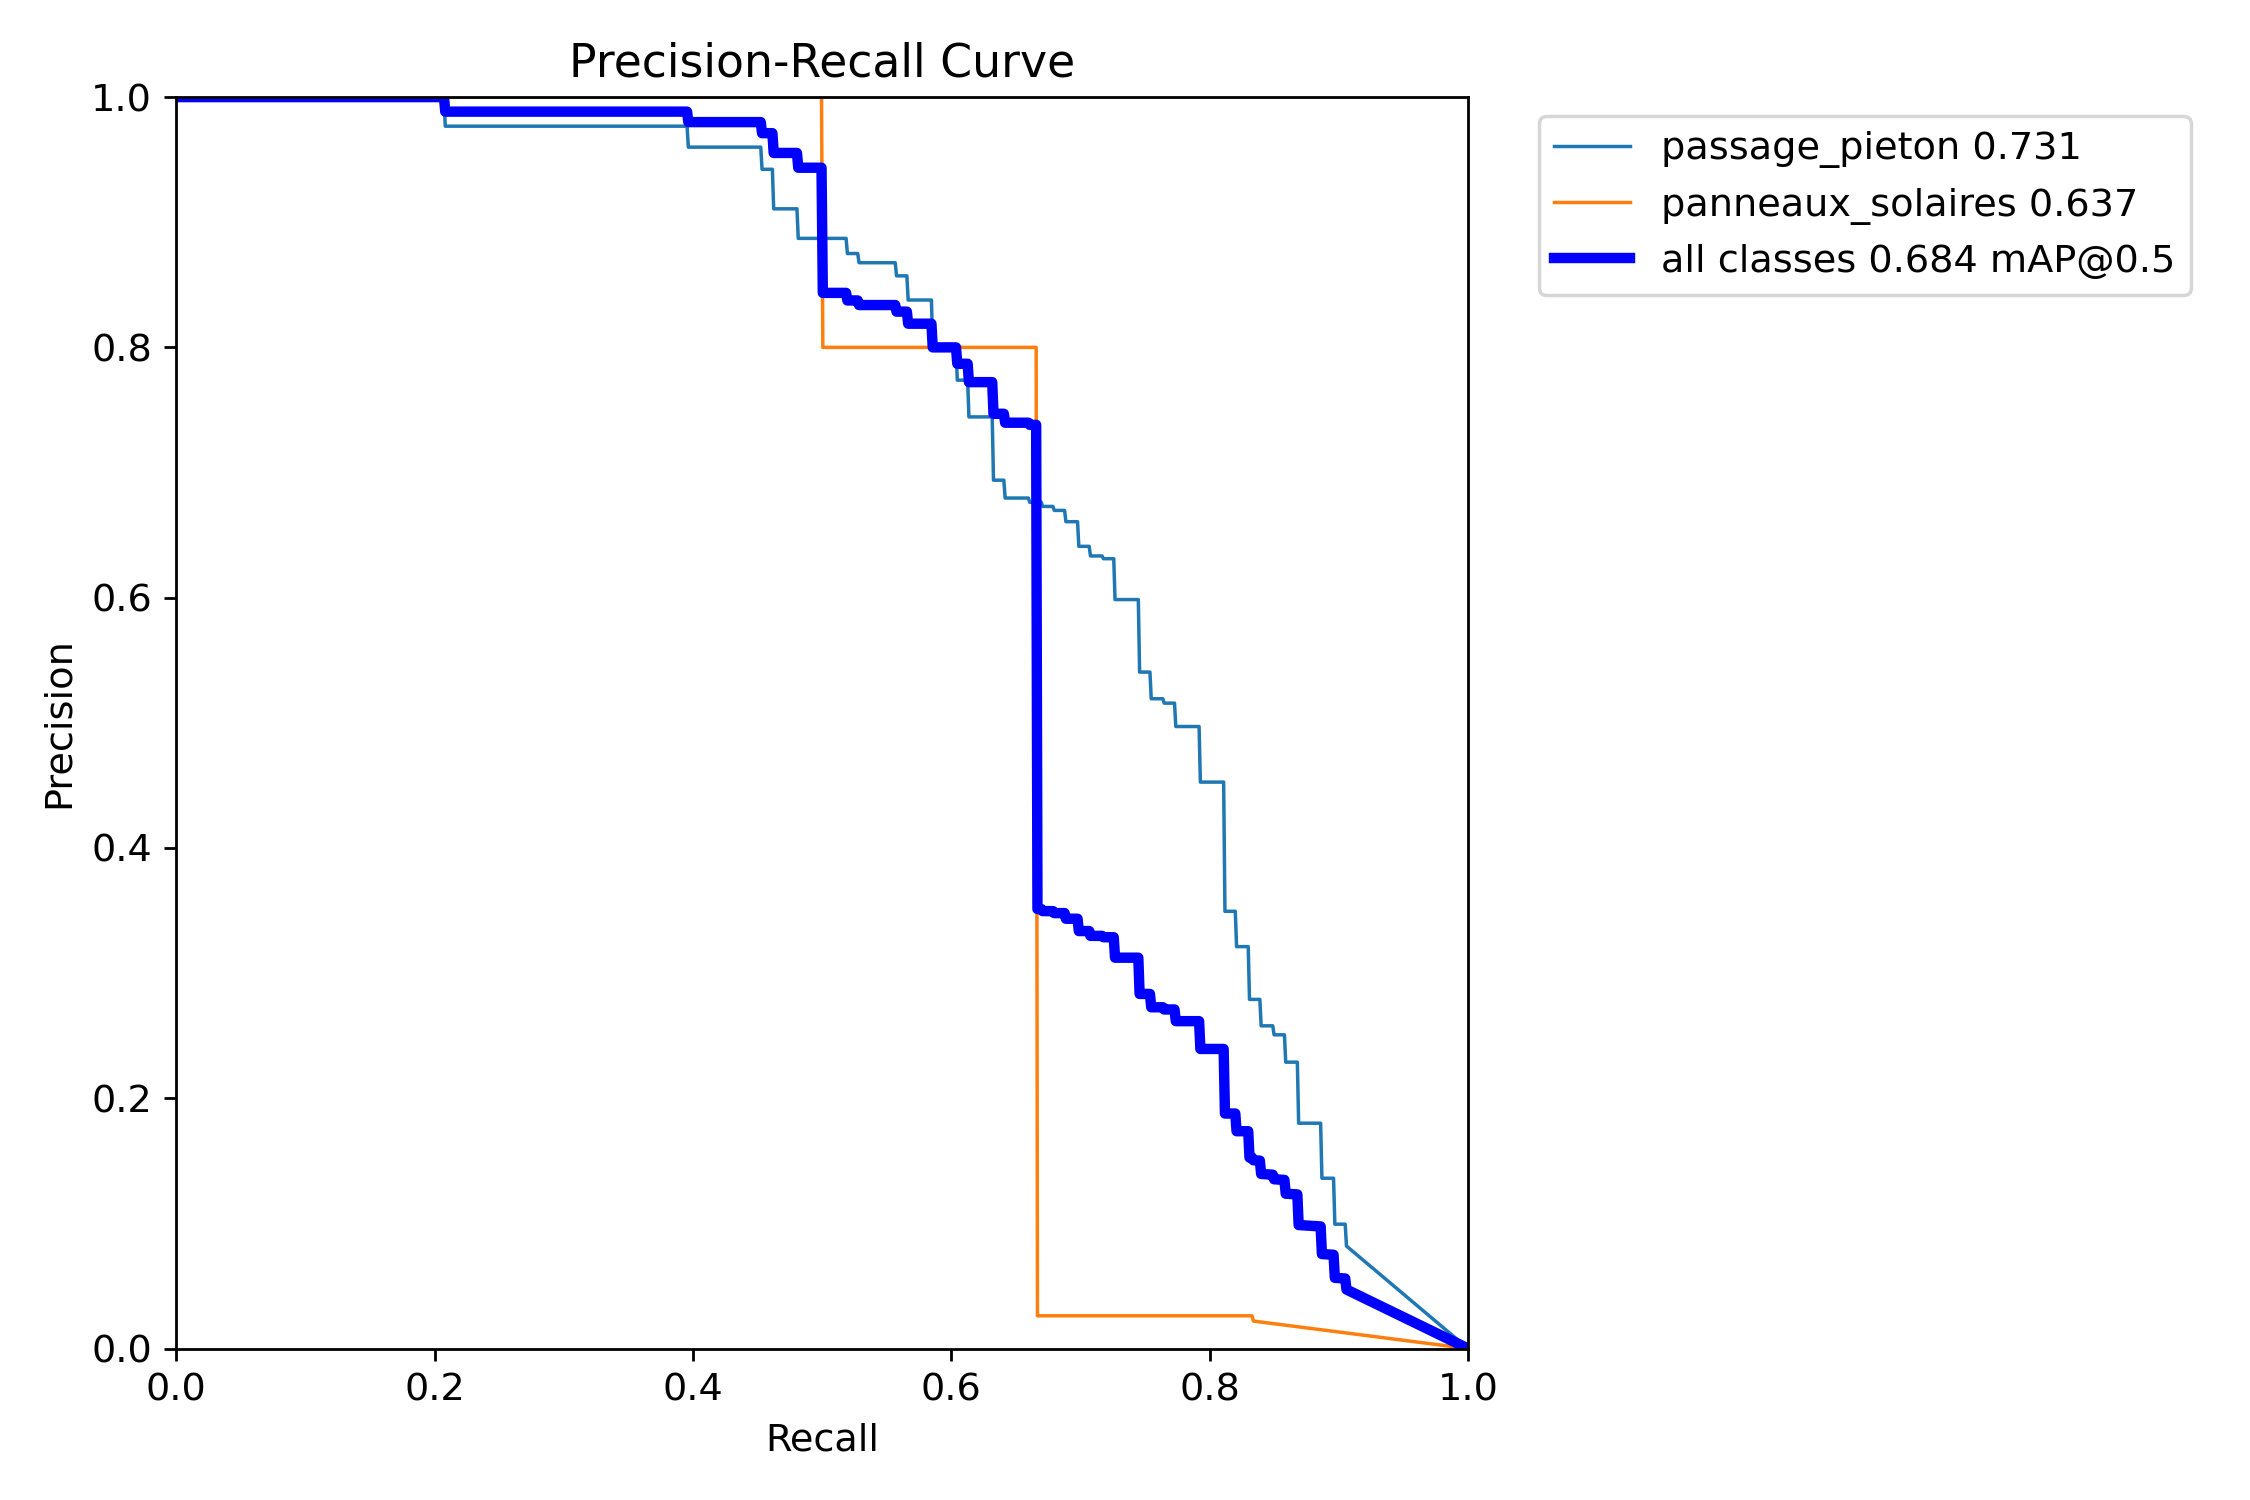 Precision-Recall Curve
1.0
0.8
0.6
0.4
0.2
0.0
Precision
0.0 0.2 0.4 0.6 0.8 1.0
Recall
passage_pieton 0.731
panneaux_solaires 0.637
all classes 0.684 mAP@0.5